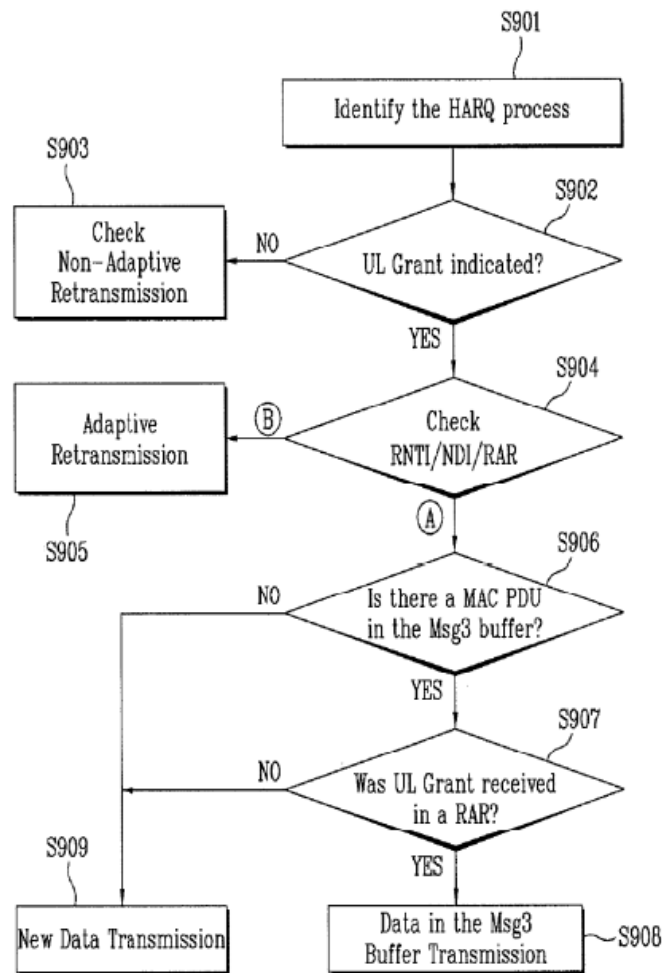 S901
Identify the HARQ process
S903
S902
Check
Non-Adaptive
Retransmission
NO
UL Grant indicated?
YES
S904
Adaptive
Retransmission
B
Check
RNTI/NDI/RAR
S905
A
S906
NO
Is there a MAC PDU
in the Msg3 buffer?
YES
S907
NO
Was UL Grant received
in a RAR?
S909
YES
New Data Transmission
Data in the Msg3
Buffer Transmission
S908